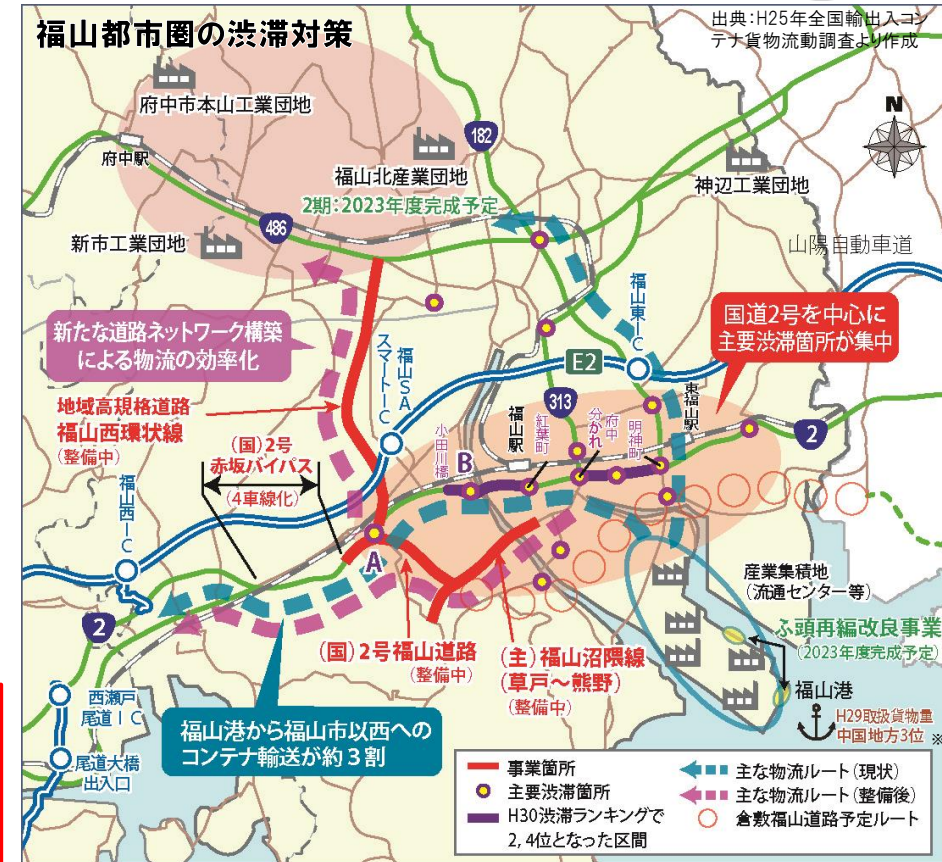 福山都市圏の渋滞対策
出典：H25年全国輸出入コン
テナ貨物流動調査より作成
府中市本山工業団地
府中駅
182
N
福山北産業団地
2期：2023年度完成予定
神辺工業団地
486
新市工業団地
山陽自動車道
新たな道路ネットワーク構築
による物流の効率化
福山SA
スマートIC
福山東IC
E2
国道2号を中心に
主要渋滞箇所が集中
地域高規格道路
福山西環状線
(整備中)
(国)2号
赤坂バイパス
(4車線化)
小田川橋
B
福山駅
紅葉町
313
府中
分かれ
明神町
東福山駅
2
福山西IC
A
2
産業集積地
(流通センター等)
ふ頭再編改良事業
(2023年度完成予定)
(国)2号福山道路
(整備中)
(主)福山沼隈線
(草戸～熊野)
(整備中)
福山港
H29取扱貨物量
中国地方3位 ※
西瀬戸
尾道IC
尾道大橋
出入口
福山港から福山市以西への
コンテナ輸送が約3割
事業箇所
主要渋滞箇所
H30渋滞ランキングで
2,4位となった区間
主な物流ルート(現状)
主な物流ルート(整備後)
倉敷福山道路予定ルート